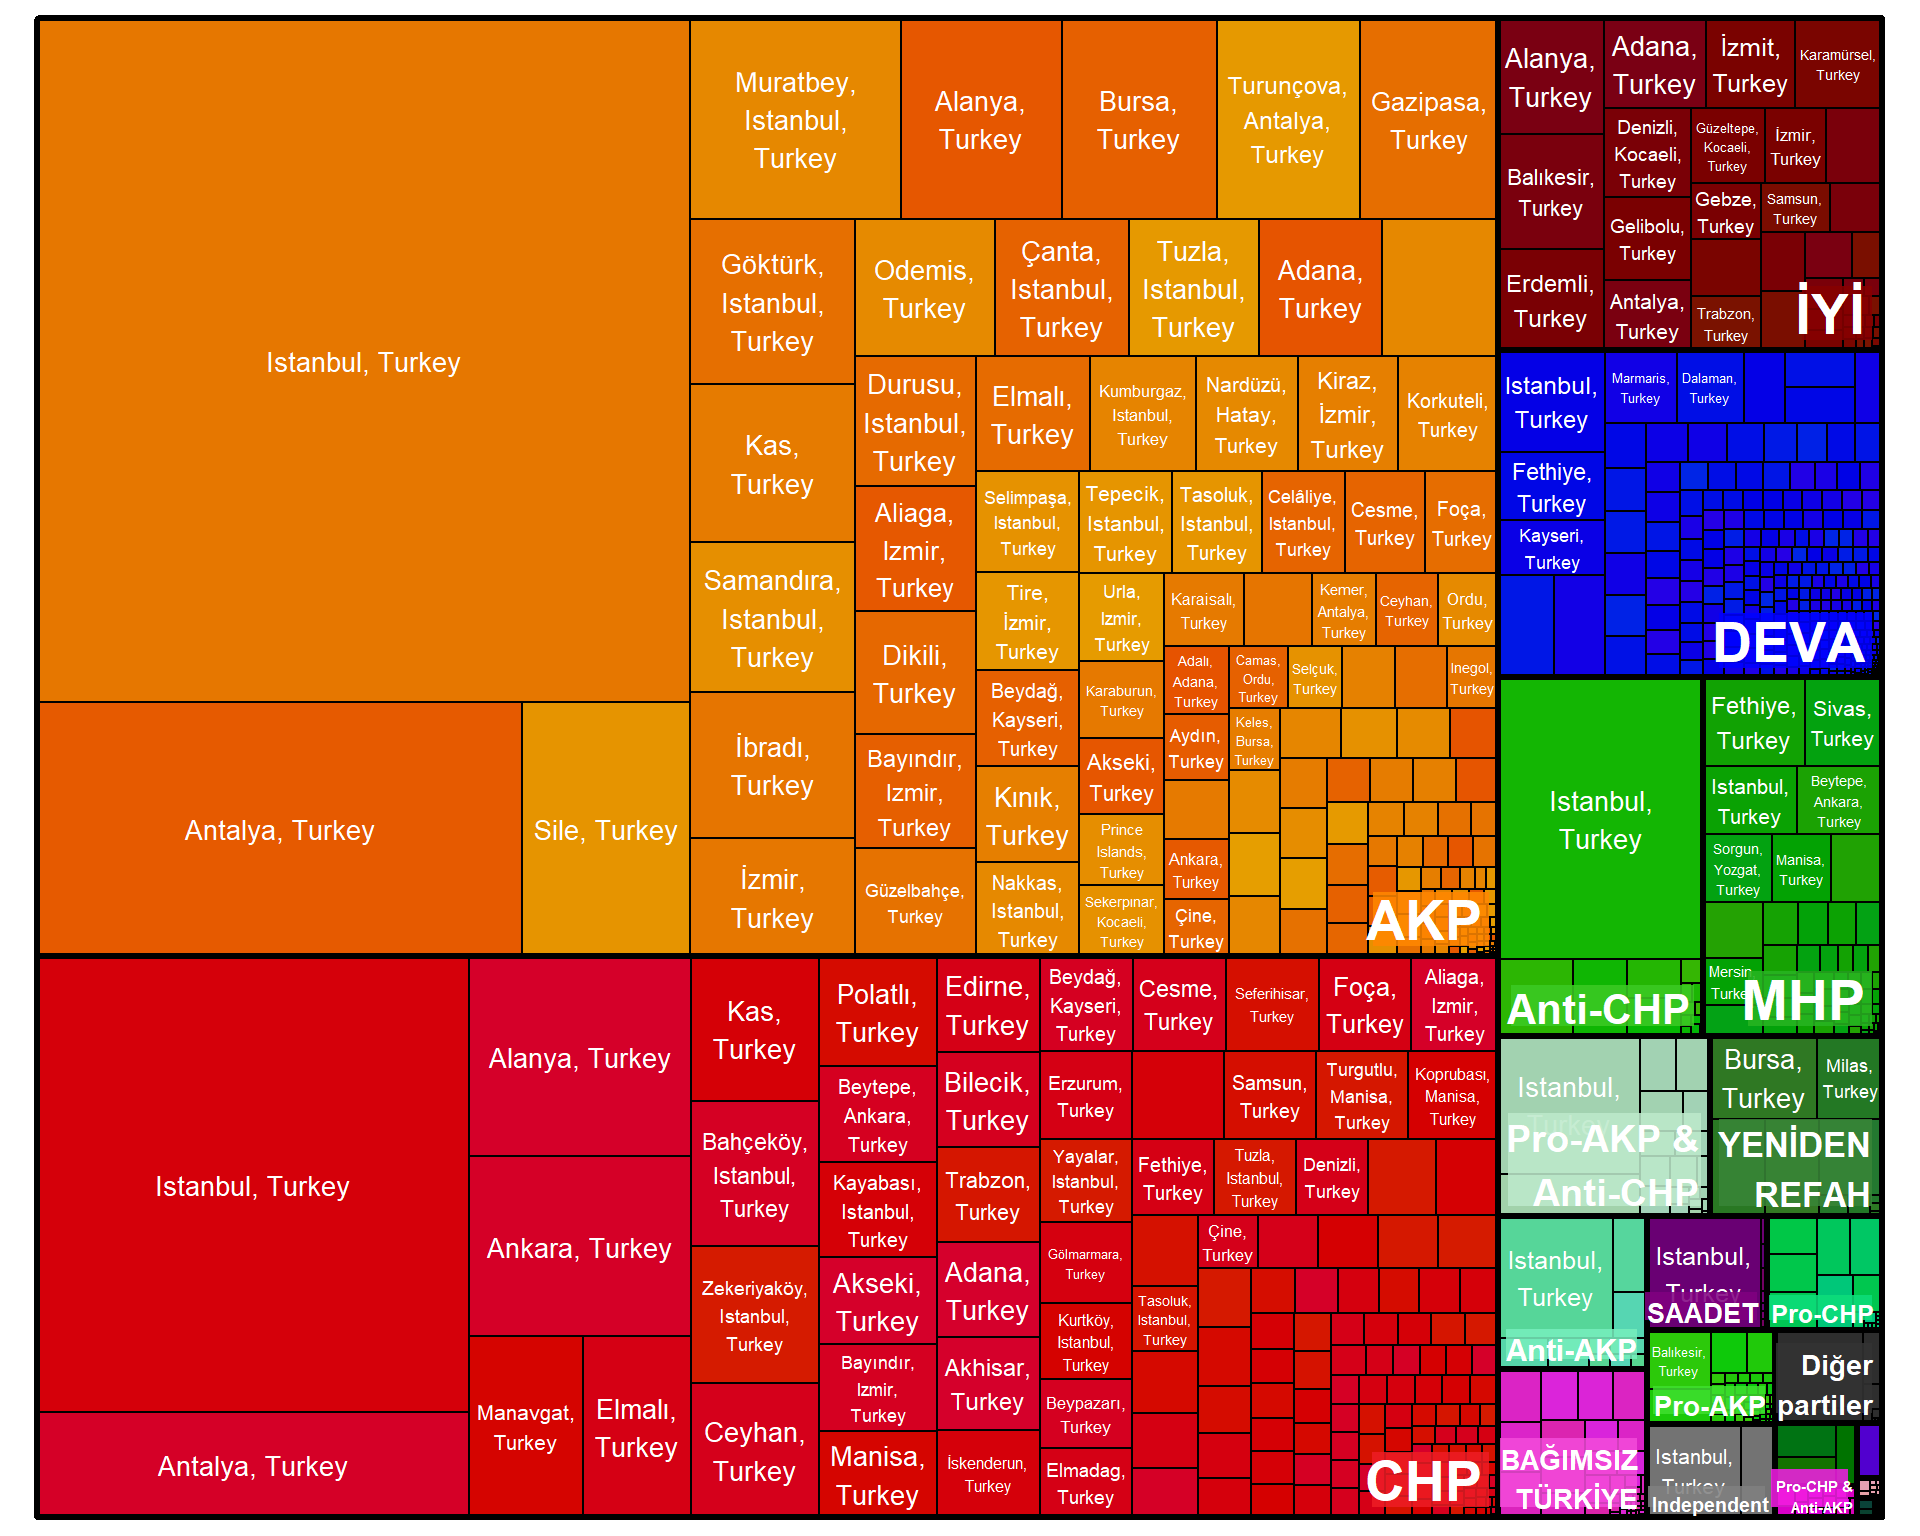 Istanbul, Turkey
Antalya, Turkey
Sile, Turkey
Muratbey,
Istanbul,
Turkey
Alanya,
Turkey
Bursa,
Turkey
Turunçova,
Antalya,
Turkey
Gazipasa,
Turkey
Göktürk,
Istanbul,
Turkey
Kas,
Turkey
Samandıra,
Istanbul,
Turkey
İbradı,
Turkey
İzmir,
Turkey
Odemis,
Turkey
Çanta,
Istanbul,
Turkey
Tuzla,
Istanbul,
Turkey
Adana,
Turkey
Durusu,
Istanbul,
Turkey
Aliaga,
Izmir,
Turkey
Dikili,
Turkey
Bayındır,
Izmir,
Turkey
Güzelbahçe,
Turkey
Elmalı,
Turkey
Kumburgaz,
Istanbul,
Turkey
Nardüzü,
Hatay,
Turkey
Kiraz,
İzmir,
Turkey
Korkuteli,
Turkey
Selimpaşa,
Istanbul,
Turkey
Tepecik,
Istanbul,
Turkey
Tasoluk,
Istanbul,
Turkey
Celâliye,
Istanbul,
Turkey
Cesme,
Turkey
Foça,
Turkey
Tire,
İzmir,
Turkey
Beydağ,
Kayseri,
Turkey
Kınık,
Turkey
Nakkas,
Istanbul,
Turkey
Urla,
Izmir,
Turkey
Karaburun,
Turkey
Akseki,
Turkey
Prince
Islands,
Turkey
Sekerpınar,
Kocaeli,
Turkey
Karaisalı,
Turkey
Kemer,
Antalya,
Turkey
Ceyhan,
Turkey
Ordu,
Turkey
Adalı,
Adana,
Turkey
Camas,
Ordu,
Turkey
Selçuk,
Turkey
Inegol,
Turkey
Aydın,
Turkey
Keles,
Bursa,
Turkey
Ankara,
Turkey
Çine,
Turkey
AKP
Istanbul, Turkey
Antalya, Turkey
Alanya, Turkey
Ankara, Turkey
Manavgat,
Turkey
Elmalı,
Turkey
Kas,
Turkey
Bahçeköy,
Istanbul,
Turkey
Zekeriyaköy,
Istanbul,
Turkey
Ceyhan,
Turkey
Polatlı,
Turkey
Beytepe,
Ankara,
Turkey
Kayabası,
Istanbul,
Turkey
Akseki,
Turkey
Bayındır,
Izmir,
Turkey
Manisa,
Turkey
Edirne,
Turkey
Bilecik,
Turkey
Trabzon,
Turkey
Adana,
Turkey
Akhisar,
Turkey
İskenderun,
Turkey
Beydağ,
Kayseri,
Turkey
Cesme,
Turkey
Seferihisar,
Turkey
Foça,
Turkey
Aliaga,
Izmir,
Turkey
Erzurum,
Turkey
Samsun,
Turkey
Turgutlu,
Manisa,
Turkey
Koprubası,
Manisa,
Turkey
Yayalar,
Istanbul,
Turkey
Gölmarmara,
Turkey
Kurtköy,
Istanbul,
Turkey
Beypazarı,
Turkey
Elmadag,
Turkey
Fethiye,
Turkey
Tuzla,
Istanbul,
Turkey
Denizli,
Turkey
Çine,
Turkey
Tasoluk,
Istanbul,
Turkey
CHP
Alanya,
Turkey
Balıkesir,
Turkey
Erdemli,
Turkey
Adana,
Turkey
İzmit,
Turkey
Karamürsel,
Turkey
Denizli,
Kocaeli,
Turkey
Güzeltepe,
Kocaeli,
Turkey
İzmir,
Turkey
Gelibolu,
Turkey
Gebze,
Turkey
Samsun,
Turkey
Antalya,
Turkey
Trabzon,
Turkey
İYİ
Istanbul,
Turkey
Fethiye,
Turkey
Kayseri,
Turkey
Marmaris,
Turkey
Dalaman,
Turkey
DEVA
Istanbul,
Turkey
Anti-CHP
Fethiye,
Turkey
Sivas,
Turkey
Istanbul,
Turkey
Beytepe,
Ankara,
Turkey
Sorgun,
Yozgat,
Turkey
Manisa,
Turkey
Mersin,
Turkey
MHP
Istanbul,
Turkey
Pro-AKP &
Anti-CHP
Bursa,
Turkey
Milas,
Turkey
YENİDEN
REFAH
Istanbul,
Turkey
Anti-AKP
Istanbul,
Turkey
SAADET
Pro-CHP
Balıkesir,
Turkey
Pro-AKP
Diğer
partiler
BAĞIMSIZ
TÜRKİYE
Istanbul,
Turkey
Independent
Pro-CHP &
Anti-AKP